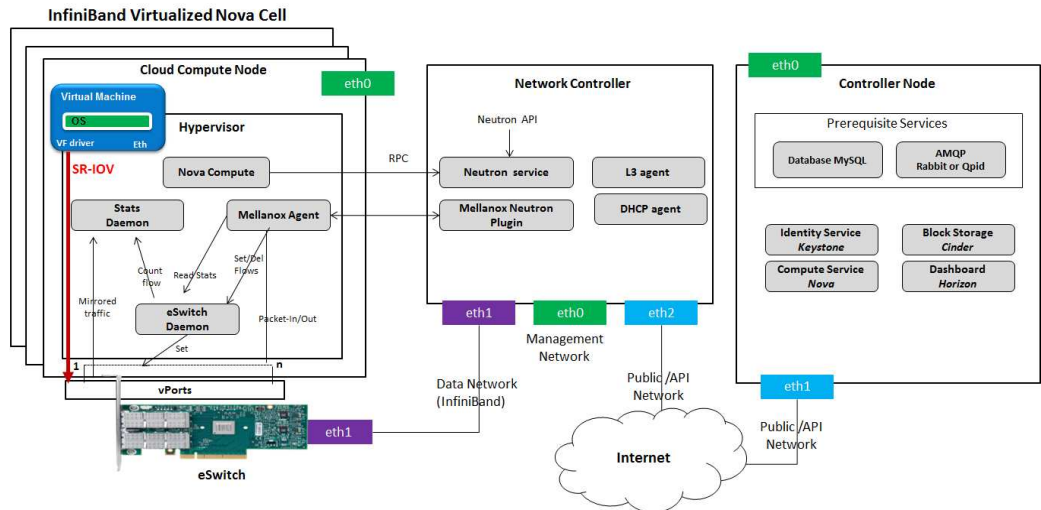 InfiniBand Virtualized Nova Cell
Cloud Compute Node
eth0
Virtual Machine
OS
VF driver
Eth
Hypervisor
SR-IOV
Nova Compute
Stats
Daemon
Mellanox Agent
Count
flow
Read Stats
Set/Del
Flows
Mirrored
traffic
eSwitch
Daemon
Packet-In/Out
Set
1
n
vPorts
eth1
eSwitch
RPC
Network Controller
Neutron API
Neutron service
L3 agent
Mellanox Neutron
Plugin
DHCP agent
eth1
eth0
eth2
Management
Network
Data Network
(InfiniBand)
Public /API
Network
Internet
eth0
Controller Node
Prerequisite Services
Database MySQL
AMQP
Rabbit or Qpid
Identity Service
Keystone
Block Storage
Cinder
Compute Service
Nova
Dashboard
Horizon
eth1
Public /API
Network